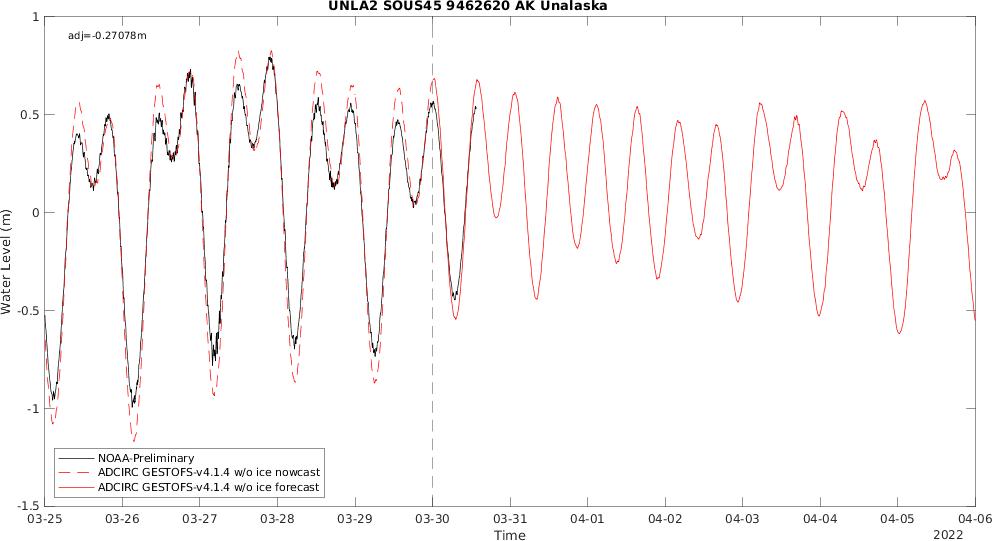 UNLA2 SOUS45 9462620 AK Unalaska
adj=-0.27078m
1
0.5
0
-0.5
-1
-1.5
Water Level (m)
NOAA-Preliminary
ADCIRC GESTOFS-v4.1.4 w/o ice nowcast
ADCIRC GESTOFS-v4.1.4 w/o ice forecast
03-25 03-26 03-27 03-28 03-29 03-30 03-31 04-01 04-02 04-03 04-04 04-05 04-06
Time
2022